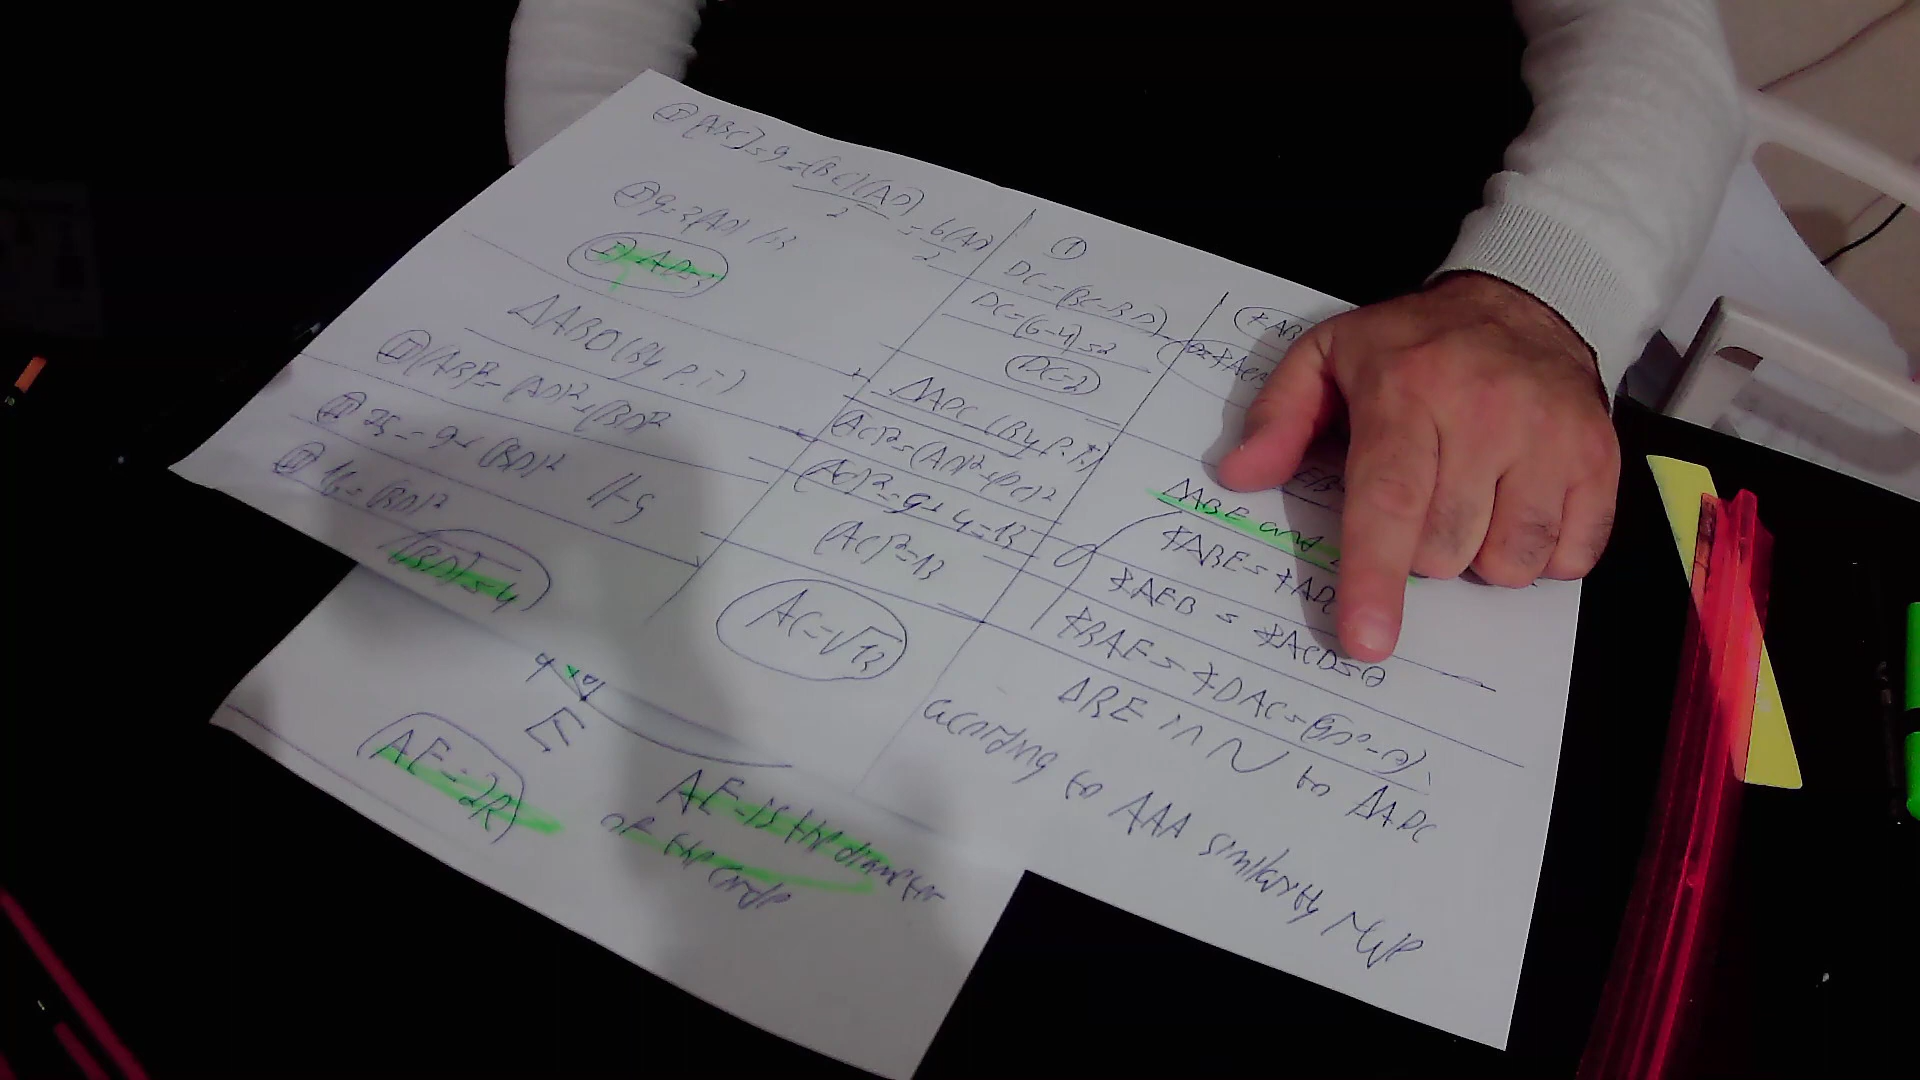 ① [ABC]=9=(BC)(AD)/2=6(AD)/2
② 9=3(AD) /:3
AD=3
ΔABD (By P.T)
① (AB)²=(AD)²+(BD)²
② 25=9+(BD)² //-9
③ 16=(BD)²
(BD)=4
①
DC=(BC-BD)
DC=(6-4)=2
DC=2
ΔADC (By P.T)
(AC)²=(AD)²+(DC)²
(AC)²=9+4=13
(AC)²=13
AC=√13
∢AB
ΔABE and
∢ABE=∢AD
∢AEB = ∢ACD=θ
∢BAE=∢DAC=(90°-θ)
ΔABE is ~ to ΔADC
according to AAA similarity rule
E
AE=2R
AE-is the diameter
of the circle